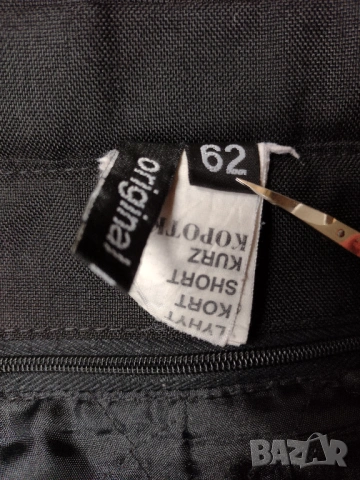 original
62
LYHYT
KORT
SHORT
KURZ
КОРОТК
BAZAR